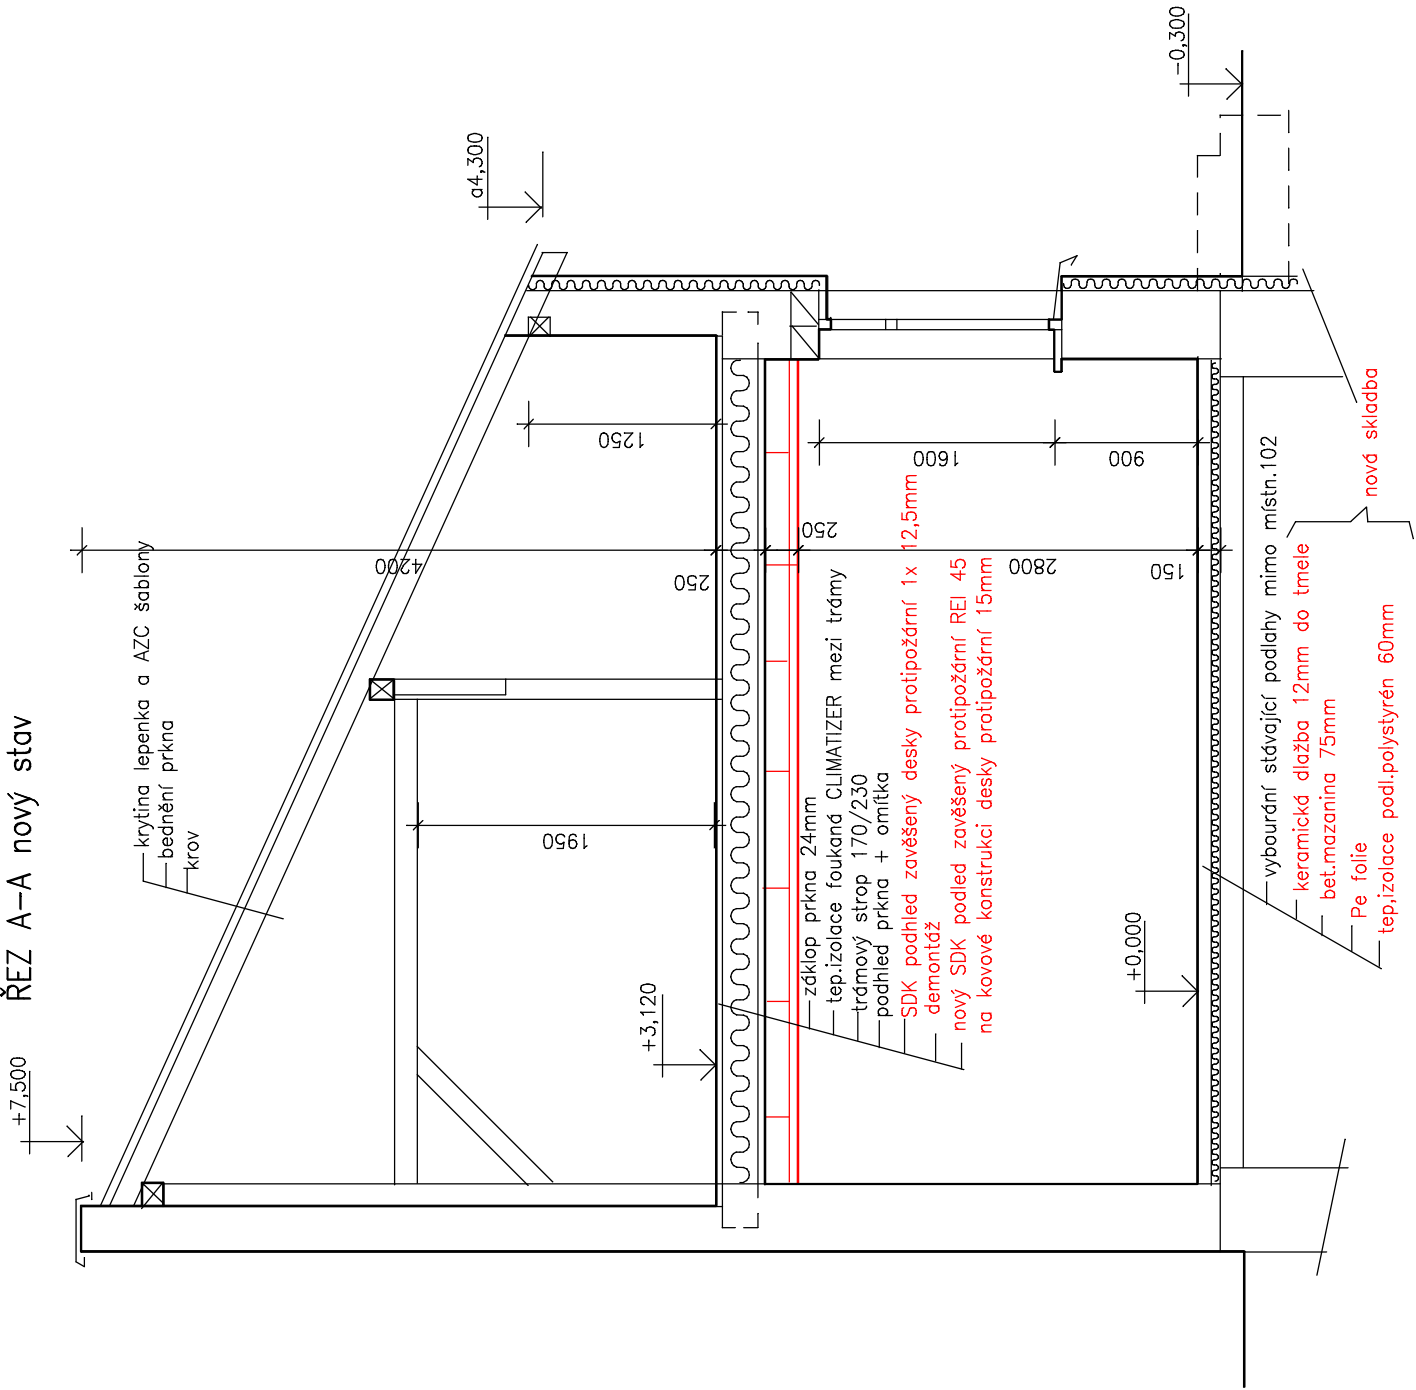 ŘEZ A-A nový stav
+7,500
krytina lepenka a AZC šablony
bednění prkna
krov
a4,300
-0,300
4200
1250
1950
250
250
+3,120
základ prkna 24mm
tep.izolace foukaná CLIMATIZER mezi trámy
trámový strop 170/230
podhled prkna + omítka
SDK podhled zavěšený desky protipožární 1x 12,5mm
demontáž
nový SDK podled zavěšený protipožární REI 45
na kovové konstrukci desky protipožární 15mm
1600
900
2800
150
+0,000
vybourání stávající podlahy mimo místn.102
keramická dlažba 12mm do tmele
bet.mazanina 75mm
Pe folie
tep,izolace podl.polystyrén 60mm
nová skladba